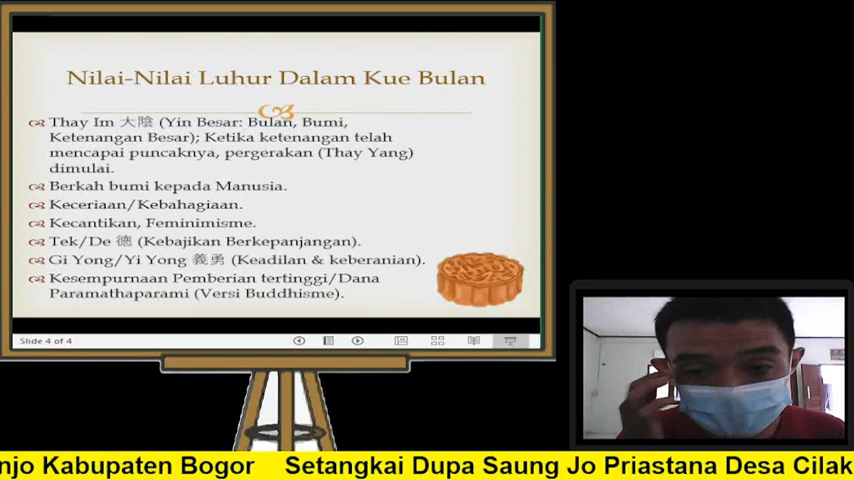 Nilai-Nilai Luhur Dalam Kue Bulan
Thay Im 大陰 (Yin Besar: Bulan, Bumi,
Ketenangan Besar); Ketika ketenangan telah
mencapai puncaknya, pergerakan (Thay Yang)
dimulai.
Berkah bumi kepada Manusia.
Keceriaan/Kebahagiaan.
Kecantikan, Feminimisme.
Tek/De 德 (Kebajikan Berkepanjangan).
Gi Yong/Yi Yong 義勇 (Keadilan & keberanian).
Kesempurnaan Pemberian tertinggi/Dana
Paramathaparami (Versi Buddhisme).
Slide 4 of 4
njo Kabupaten Bogor Setangkai Dupa Saung Jo Priastana Desa Cilak